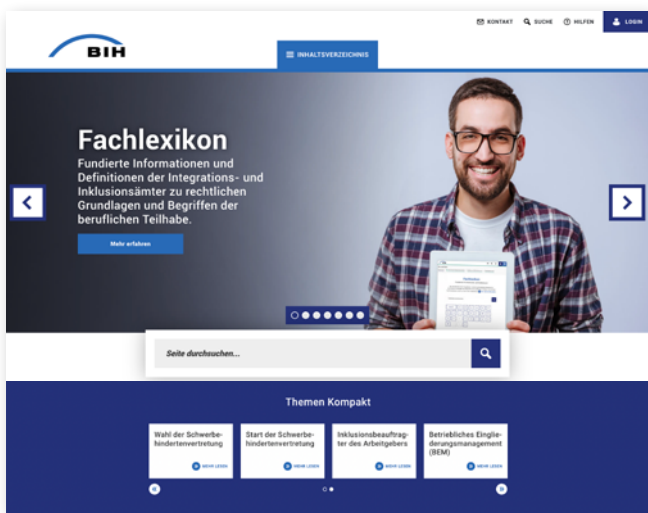 KONTAKT SUCHE HILFEN LOGIN
BIH
INHALTSVERZEICHNIS
Fachlexikon
Fundierte Informationen und
Definitionen der Integrations- und
Inklusionsämter zu rechtlichen
Grundlagen und Begriffen der
beruflichen Teilhabe.
Mehr erfahren
Seite durchsuchen...
Themen Kompakt
Wahl der Schwerbe-
hindertenvertretung
MEHR LESEN
Start der Schwerbe-
hindertenvertretung
MEHR LESEN
Inklusionsbeauftrag-
ter des Arbeitgebers
MEHR LESEN
Betriebliches Einglie-
derungsmanagement
(BEM)
MEHR LESEN